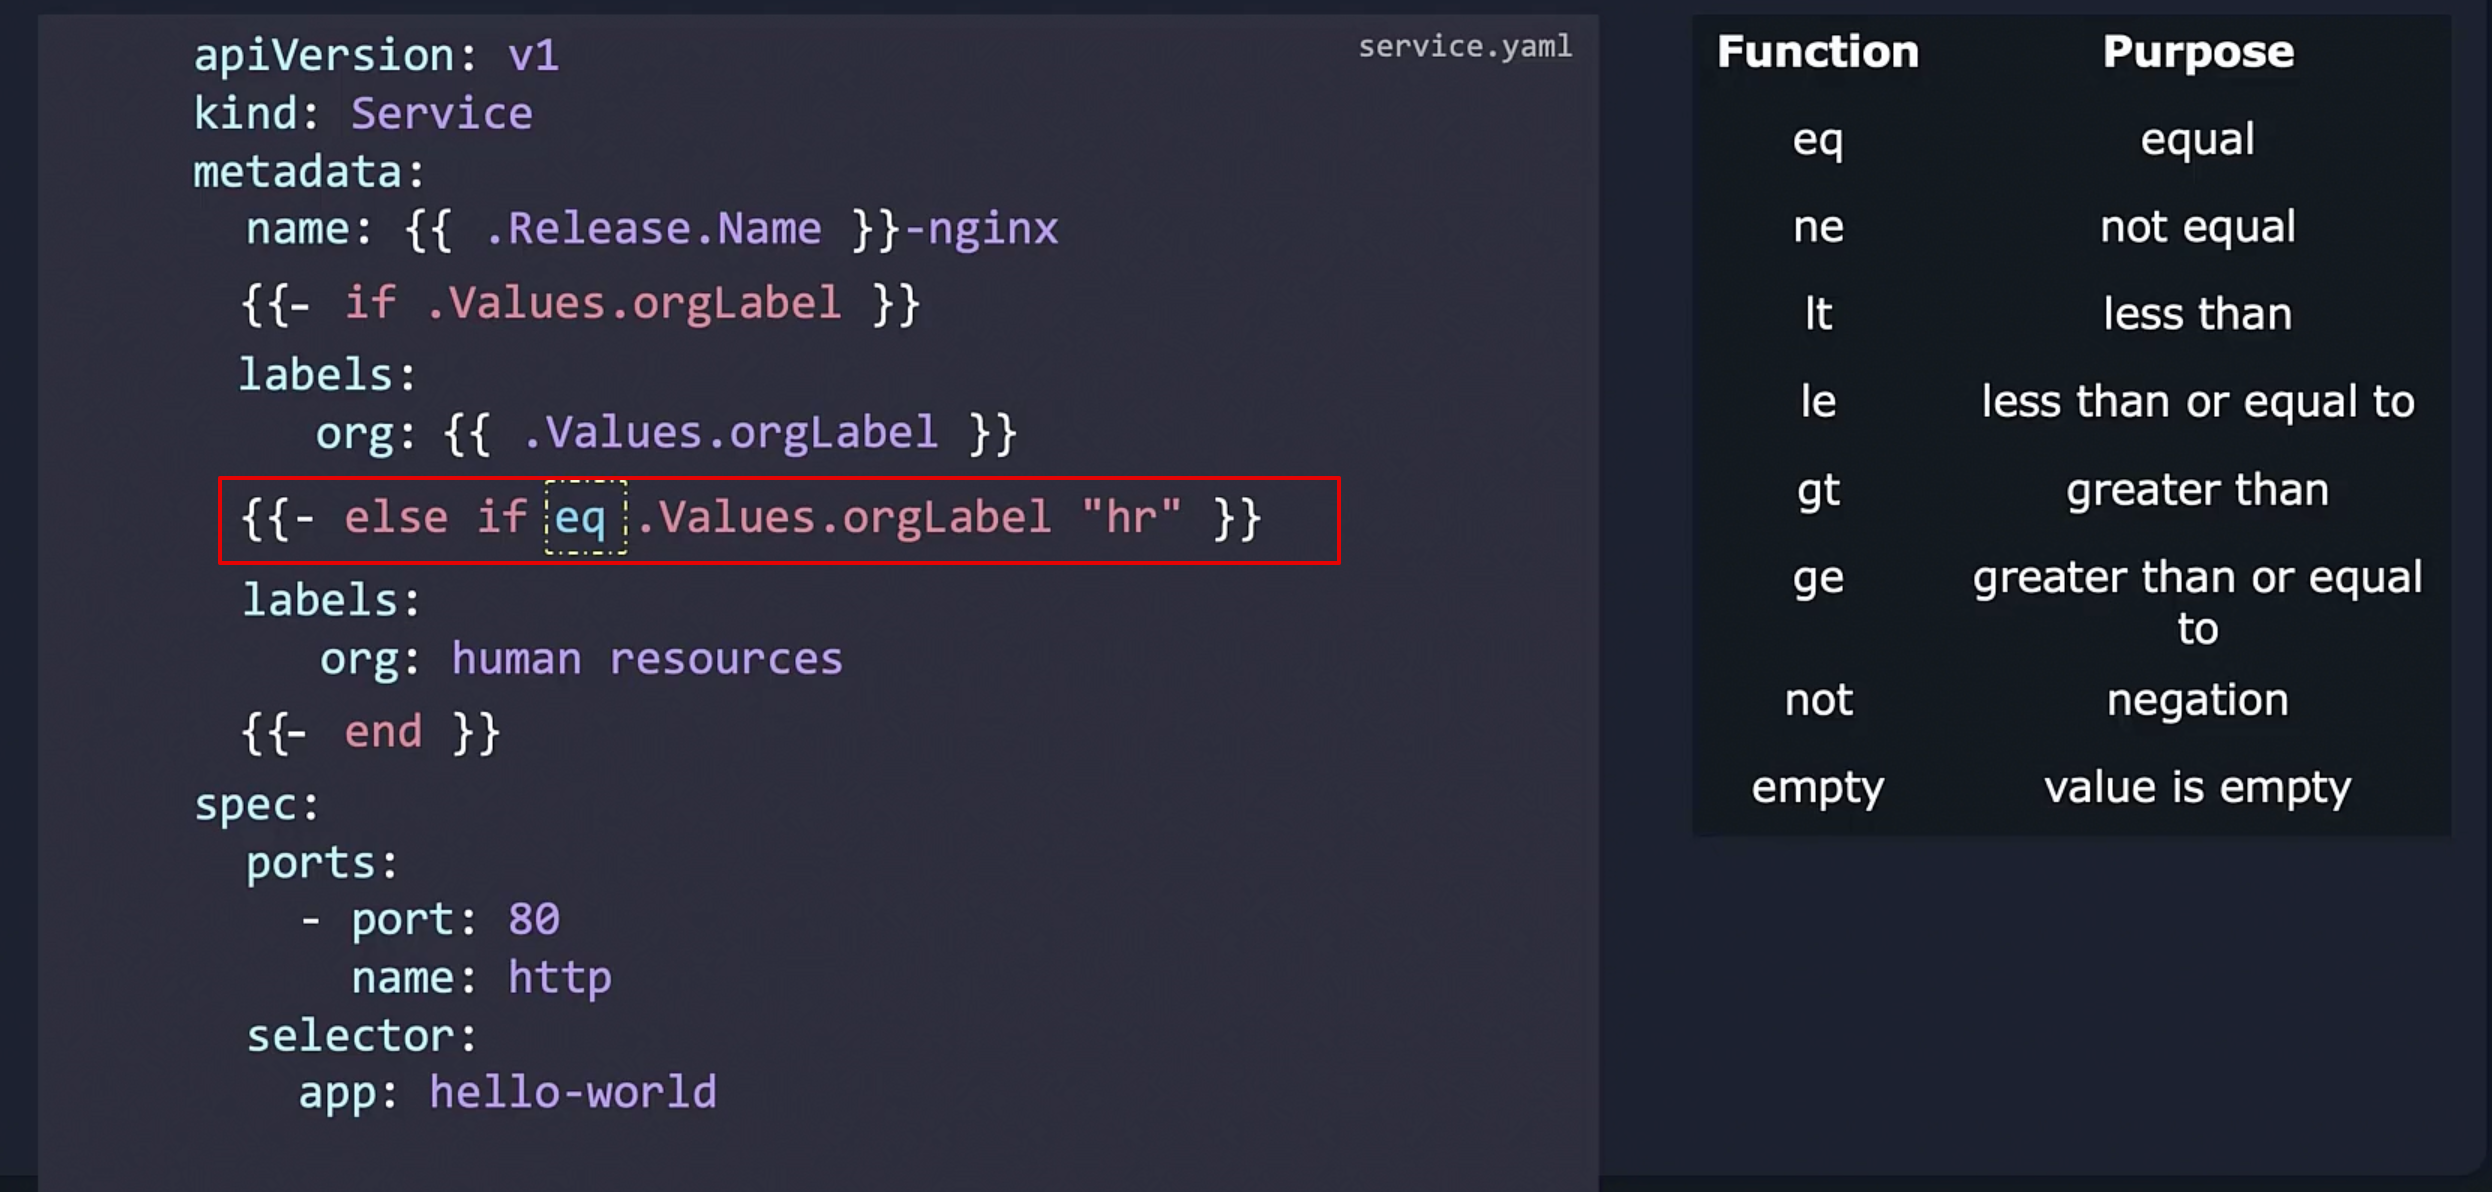 service.yaml
apiVersion: v1
kind: Service
metadata:
  name: {{ .Release.Name }}-nginx
  {{- if .Values.orgLabel }}
  labels:
     org: {{ .Values.orgLabel }}
  {{- else if eq .Values.orgLabel "hr" }}
  labels:
     org: human resources
  {{- end }}
spec:
  ports:
    - port: 80
      name: http
  selector:
    app: hello-world
Function Purpose
eq equal
ne not equal
lt less than
le less than or equal to
gt greater than
ge greater than or equal
to
not negation
empty value is empty